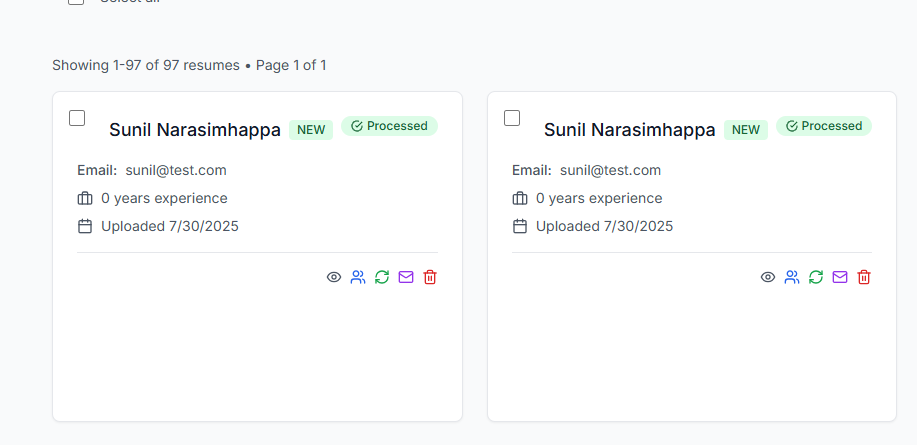 Select all
Showing 1-97 of 97 resumes • Page 1 of 1
Sunil Narasimhappa NEW Processed
Email: sunil@test.com
0 years experience
Uploaded 7/30/2025
Sunil Narasimhappa NEW Processed
Email: sunil@test.com
0 years experience
Uploaded 7/30/2025